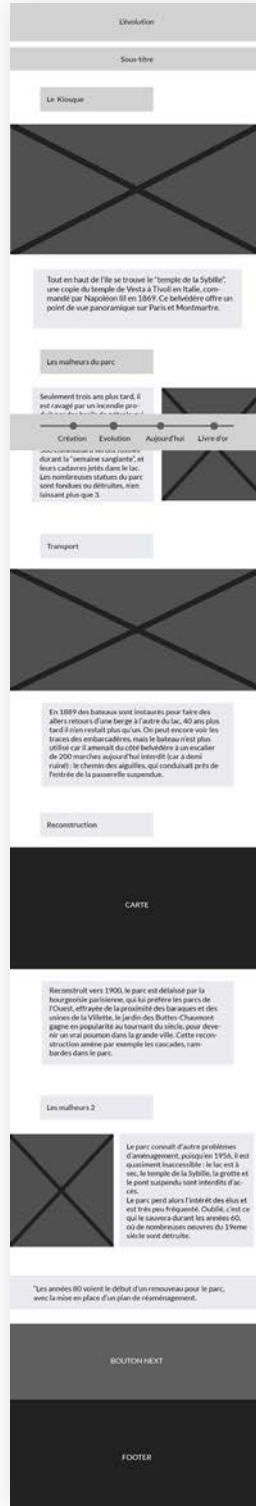 L'évolution
Sous-titre
Le Kiosque
Tout en haut de l'île se trouve le "temple de la Sybille",
une copie du temple de Vesta à Tivoli en Italie, com-
mandé par Napoléon III en 1869. Ce belvédère offre un
point de vue panoramique sur Paris et Montmartre.
Les malheurs du parc
Seulement trois ans plus tard, il
est ravagé par un incendie pro-
Création Evolution Aujourd'hui Livre d'or
durant la "semaine sanglante", et
leurs cadavres jetés dans le lac.
Les nombreuses statues du parc
sont fondues ou détruites, n'en
laissant plus que 3.
Transport
En 1889 des bateaux sont instaurés pour faire des
allers retours d'une berge à l'autre du lac, 40 ans plus
tard il n'en restait plus qu'un. On peut encore voir les
traces des embarcadères, mais le bateau n'est plus
utilisé car il amenait du côté belvédère à un escalier
de 200 marches aujourd'hui interdit (car à demi
ruiné) : le chemin des aiguilles, qui conduisait près de
l'entrée de la passerelle suspendue.
Reconstruction
CARTE
Reconstruit vers 1900, le parc est délaissé par la
bourgeoisie parisienne, qui lui préfère les parcs de
l'Ouest, effrayée de la proximité des baraques et des
usines de la Villette, le jardin des Buttes-Chaumont
gagne en popularité au tournant du siècle, pour deve-
nir un vrai poumon dans la grande ville. Cette recon-
struction amène par exemple les cascades, ram-
bardes dans le parc.
Les malheurs 2
Le parc connait d'autre problèmes
d'aménagement, puisqu'en 1956, il est
quasiment inaccessible : le lac est à
sec, le temple de la Sybille, la grotte et
le pont suspendu sont interdits d'ac-
cés.
Le parc perd alors l'intérêt des élus et
est très peu fréquenté. Oublié, c'est ce
qui le sauvera durant les années 60,
où de nombreuses oeuvres du 19eme
siècle sont détruite.
"Les années 80 voient le début d'un renouveau pour le parc,
avec la mise en place d'un plan de réaménagement.
BOUTON NEXT
FOOTER